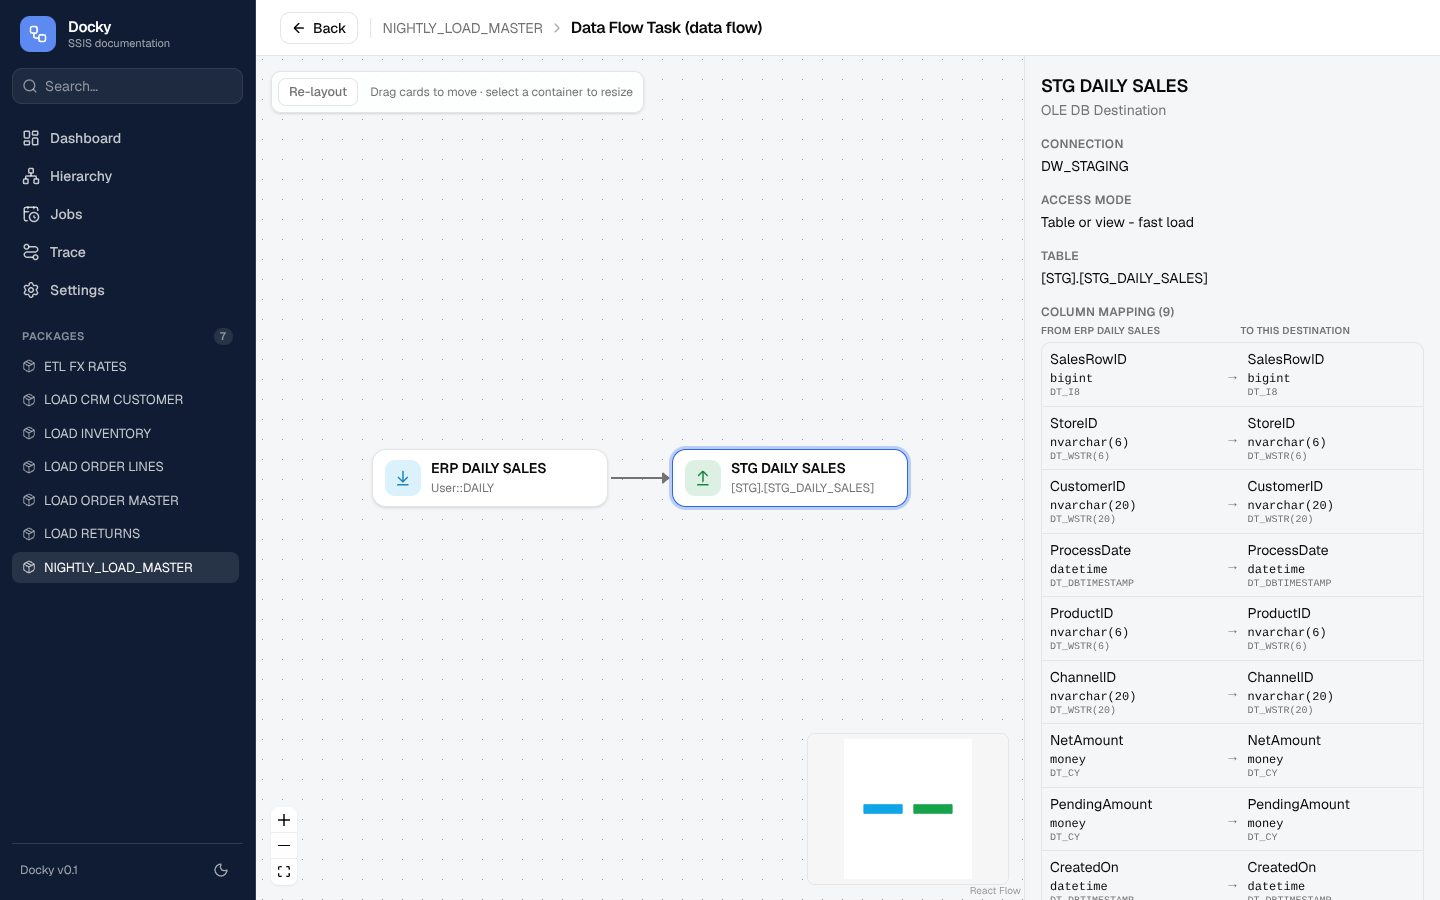 Docky
SSIS documentation
Search...
Dashboard
Hierarchy
Jobs
Trace
Settings
PACKAGES 7
ETL FX RATES
LOAD CRM CUSTOMER
LOAD INVENTORY
LOAD ORDER LINES
LOAD ORDER MASTER
LOAD RETURNS
NIGHTLY_LOAD_MASTER
Docky v0.1
Back NIGHTLY_LOAD_MASTER Data Flow Task (data flow)
Re-layout Drag cards to move · select a container to resize
ERP DAILY SALES
User::DAILY
STG DAILY SALES
[STG].[STG_DAILY_SALES]
React Flow
STG DAILY SALES
OLE DB Destination
CONNECTION
DW_STAGING
ACCESS MODE
Table or view - fast load
TABLE
[STG].[STG_DAILY_SALES]
COLUMN MAPPING (9)
FROM ERP DAILY SALES TO THIS DESTINATION
SalesRowID SalesRowID
bigint → bigint
DT_I8 DT_I8
StoreID StoreID
nvarchar(6) → nvarchar(6)
DT_WSTR(6) DT_WSTR(6)
CustomerID CustomerID
nvarchar(20) → nvarchar(20)
DT_WSTR(20) DT_WSTR(20)
ProcessDate ProcessDate
datetime → datetime
DT_DBTIMESTAMP DT_DBTIMESTAMP
ProductID ProductID
nvarchar(6) → nvarchar(6)
DT_WSTR(6) DT_WSTR(6)
ChannelID ChannelID
nvarchar(20) → nvarchar(20)
DT_WSTR(20) DT_WSTR(20)
NetAmount NetAmount
money → money
DT_CY DT_CY
PendingAmount PendingAmount
money → money
DT_CY DT_CY
CreatedOn CreatedOn
datetime → datetime
DT_DBTIMESTAMP DT_DBTIMESTAMP